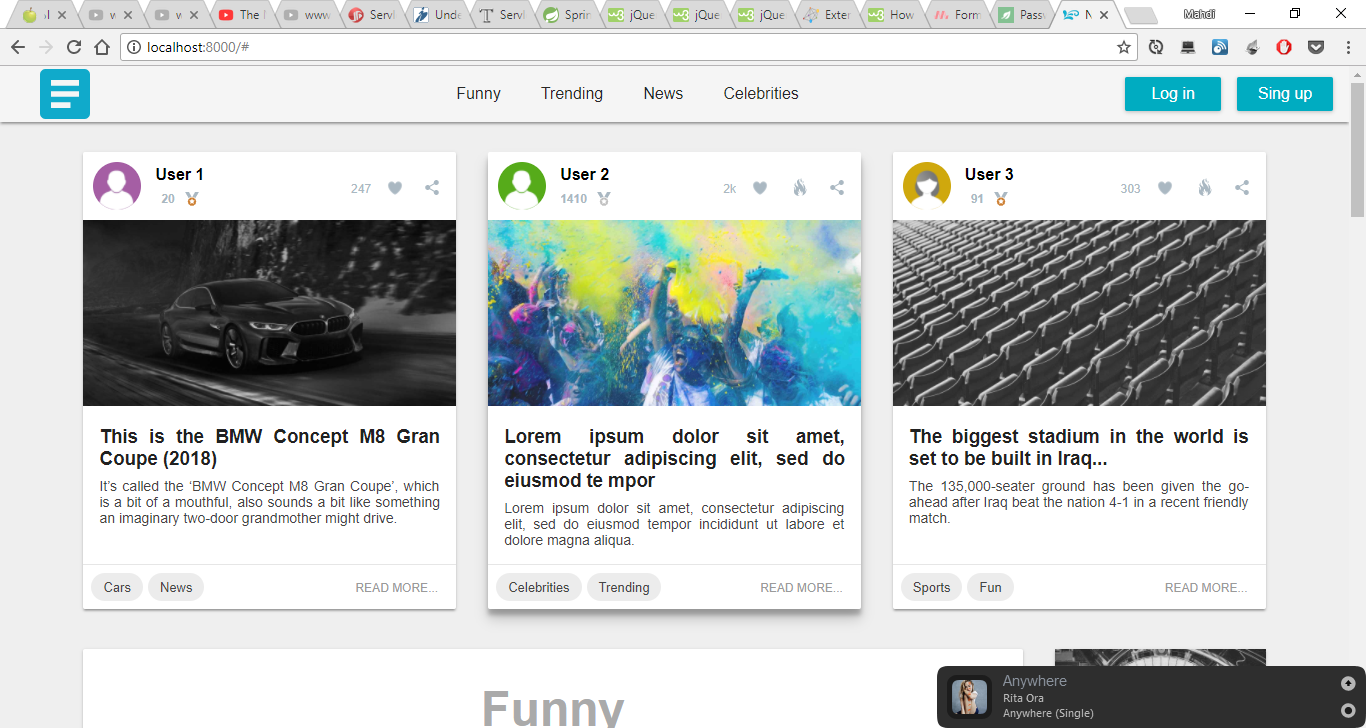 The
www
Servl
Unde
Servl
Sprin
jQue
jQue
jQue
Exter
How
Form
Passv
N
Mahdi
localhost:8000/#
Funny
Trending
News
Celebrities
Log in
Sing up
User 1
20
247
User 2
1410
2k
User 3
91
303
This is the BMW Concept M8 Gran
Coupe (2018)
It's called the ‘BMW Concept M8 Gran Coupe’, which
is a bit of a mouthful, also sounds a bit like something
an imaginary two-door grandmother might drive.
Cars
News
READ MORE...
Lorem ipsum dolor sit amet,
consectetur adipiscing elit, sed do
eiusmod te mpor
Lorem ipsum dolor sit amet, consectetur adipiscing
elit, sed do eiusmod tempor incididunt ut labore et
dolore magna aliqua.
Celebrities
Trending
READ MORE...
The biggest stadium in the world is
set to be built in Iraq...
The 135,000-seater ground has been given the go-
ahead after Iraq beat the nation 4-1 in a recent friendly
match.
Sports
Fun
READ MORE...
Funny
Anywhere
Rita Ora
Anywhere (Single)